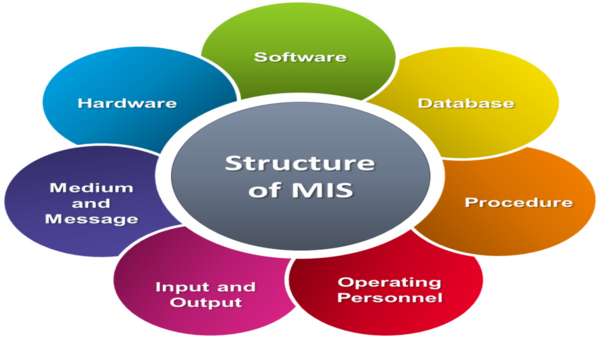 Software
Hardware
Database
Structure
of MIS
Medium
and
Message
Procedure
Input and
Output
Operating
Personnel